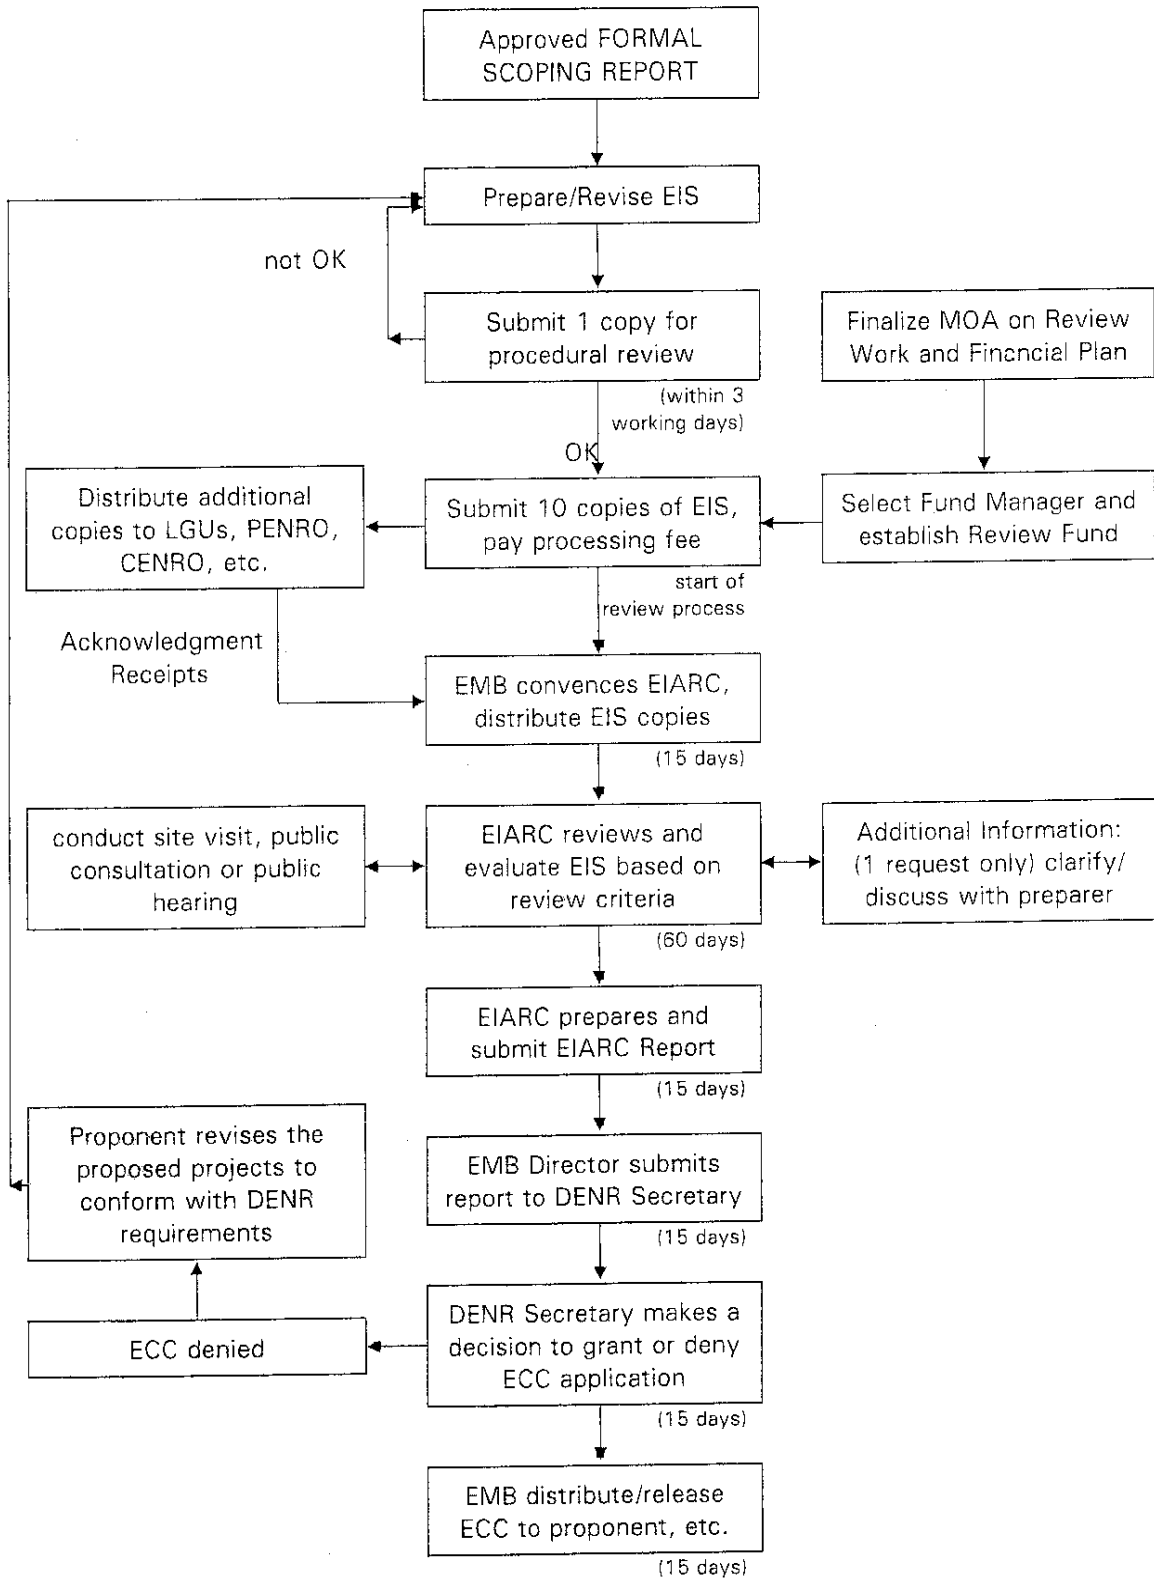 Approved FORMAL
SCOPING REPORT
Prepare/Revise EIS
not OK
Submit 1 copy for
procedural review
Finalize MOA on Review
Work and Financial Plan
(within 3
working days)
OK
Distribute additional
copies to LGUs, PENRO,
CENRO, etc.
Submit 10 copies of EIS,
pay processing fee
Select Fund Manager and
establish Review Fund
start of
review process
Acknowledgment
Receipts
EMB convences EIARC,
distribute EIS copies
(15 days)
conduct site visit, public
consultation or public
hearing
EIARC reviews and
evaluate EIS based on
review criteria
Additional Information:
(1 request only) clarify/
discuss with preparer
(60 days)
EIARC prepares and
submit EIARC Report
(15 days)
Proponent revises the
proposed projects to
conform with DENR
requirements
EMB Director submits
report to DENR Secretary
(15 days)
ECC denied
DENR Secretary makes a
decision to grant or deny
ECC application
(15 days)
EMB distribute/release
ECC to proponent, etc.
(15 days)